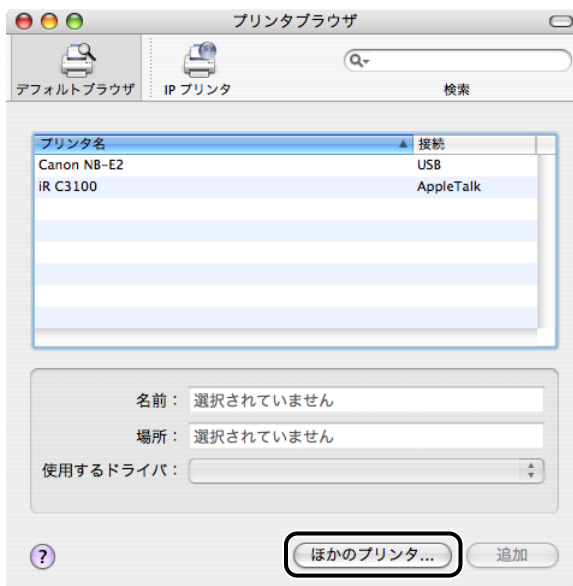 プリンタブラウザ
デフォルトブラウザ IP プリンタ 検索
プリンタ名 接続
Canon NB-E2 USB
iR C3100 AppleTalk
名前： 選択されていません
場所： 選択されていません
使用するドライバ：
? ほかのプリンタ... 追加